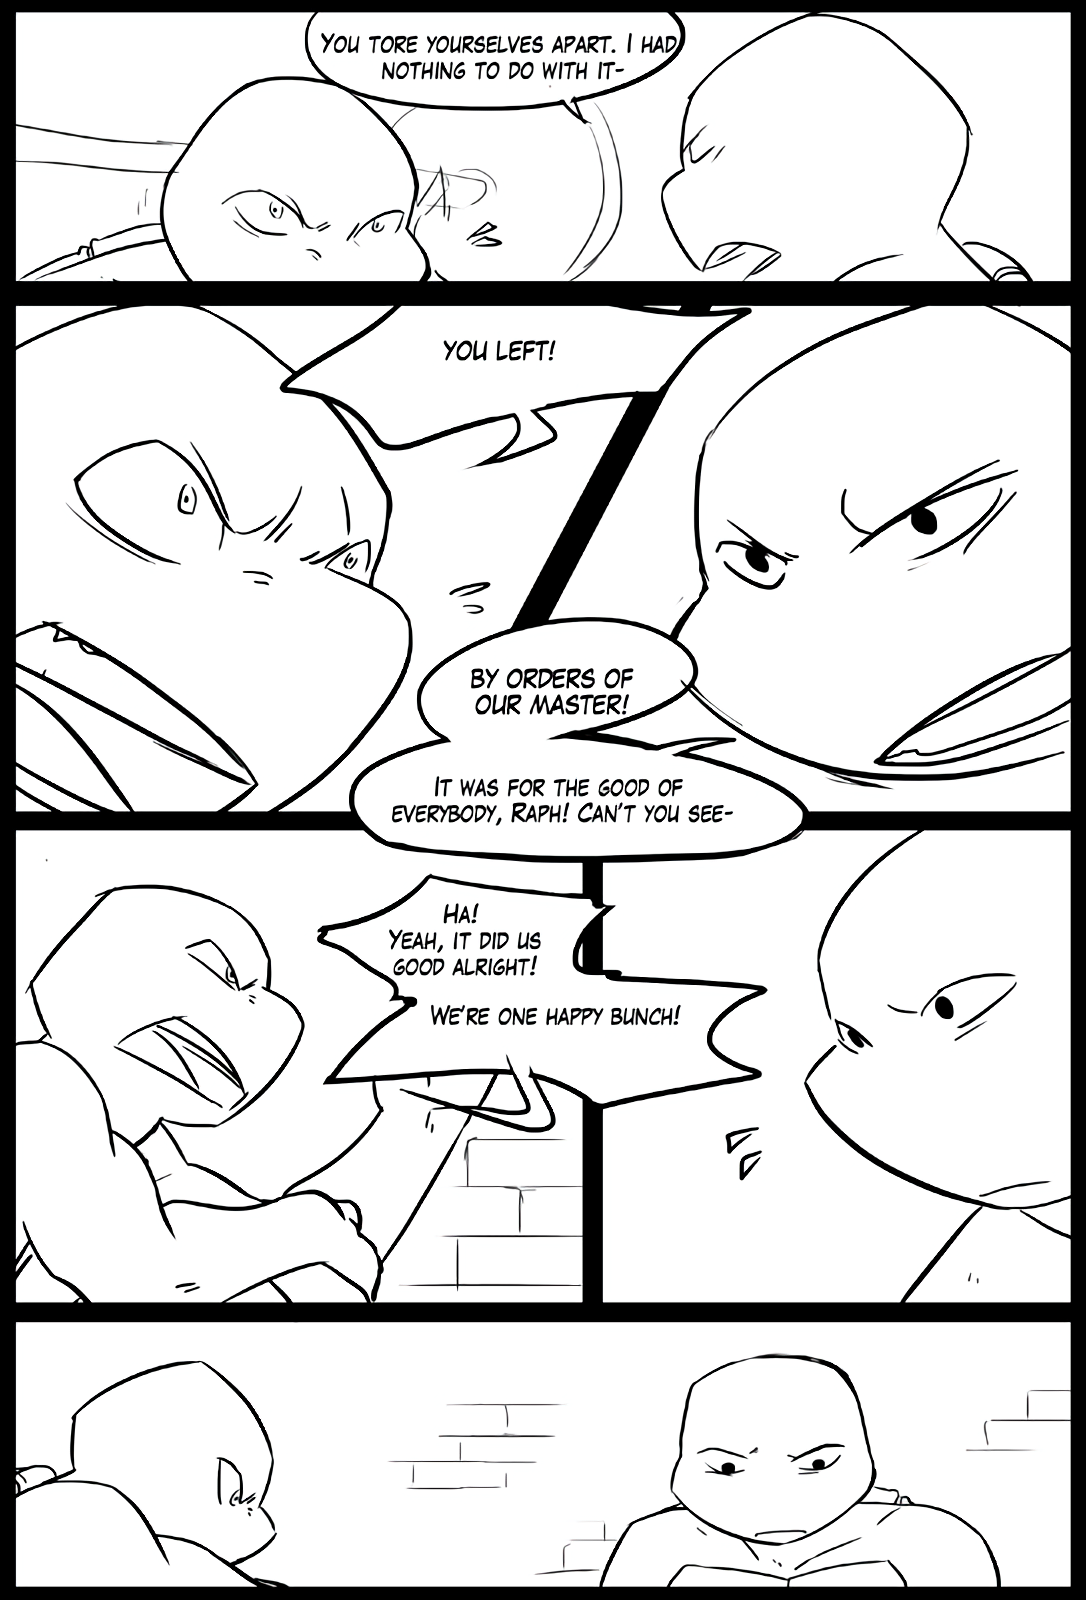 You tore yourselves apart. I had
nothing to do with it-
YOU LEFT!
BY ORDERS OF
OUR MASTER!
It was for the good of
everybody, Raph! Can't you see-
Ha!
Yeah, it did us
good alright!
We're one happy bunch!